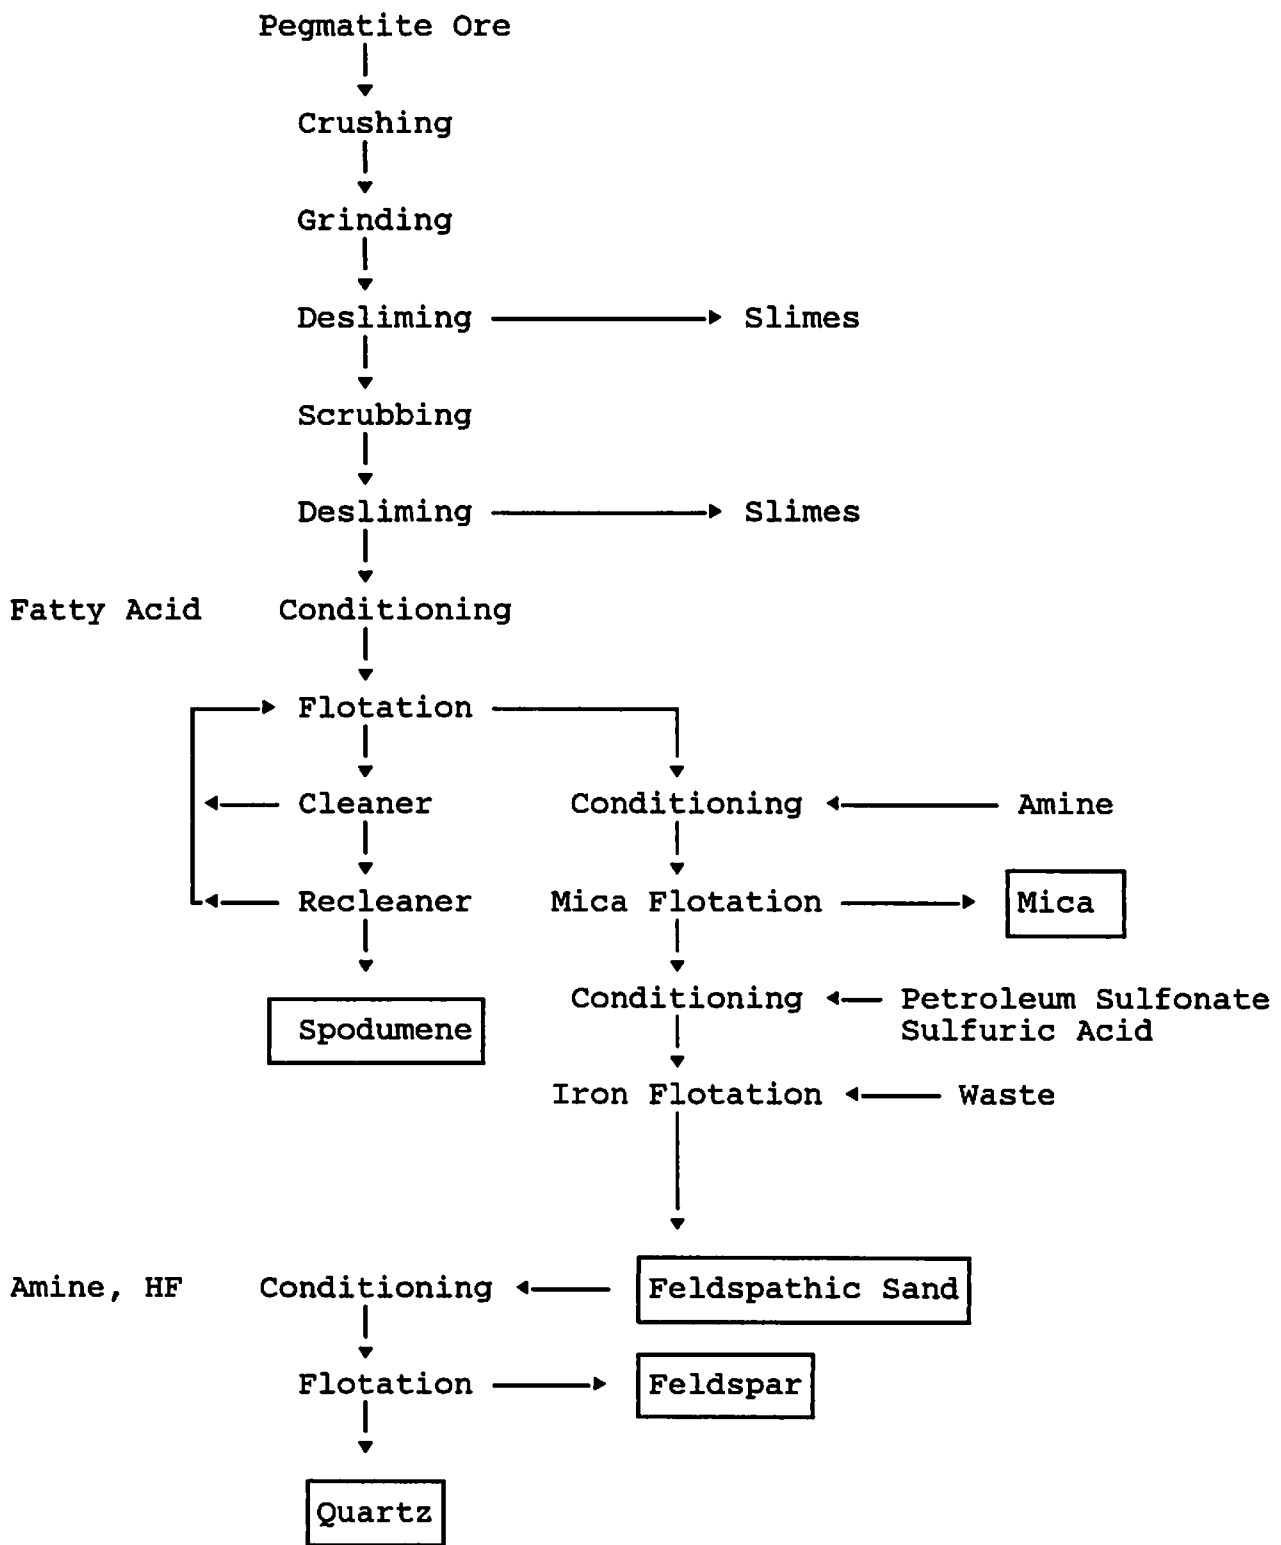 Pegmatite Ore
Crushing
Grinding
Desliming Slimes
Scrubbing
Desliming Slimes
Fatty Acid Conditioning
Flotation
Cleaner Conditioning Amine
Recleaner Mica Flotation Mica
Spodumene Conditioning Petroleum Sulfonate
Sulfuric Acid
Iron Flotation Waste
Amine, HF Conditioning Feldspathic Sand
Flotation Feldspar
Quartz